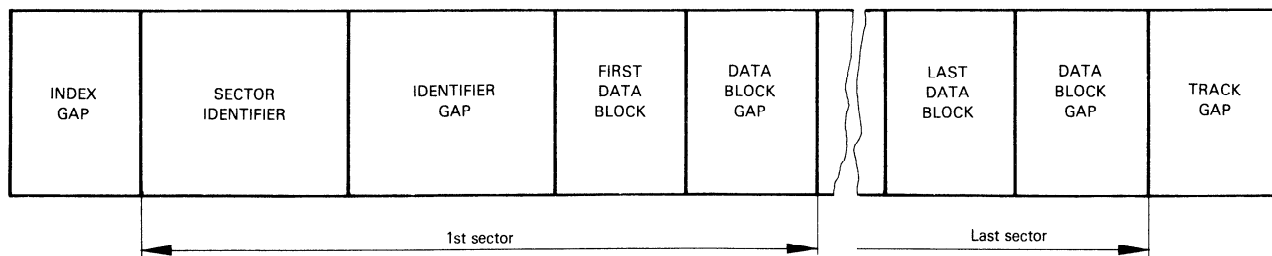 INDEX
GAP
SECTOR
IDENTIFIER
IDENTIFIER
GAP
FIRST
DATA
BLOCK
DATA
BLOCK
GAP
LAST
DATA
BLOCK
DATA
BLOCK
GAP
TRACK
GAP
1st sector
Last sector